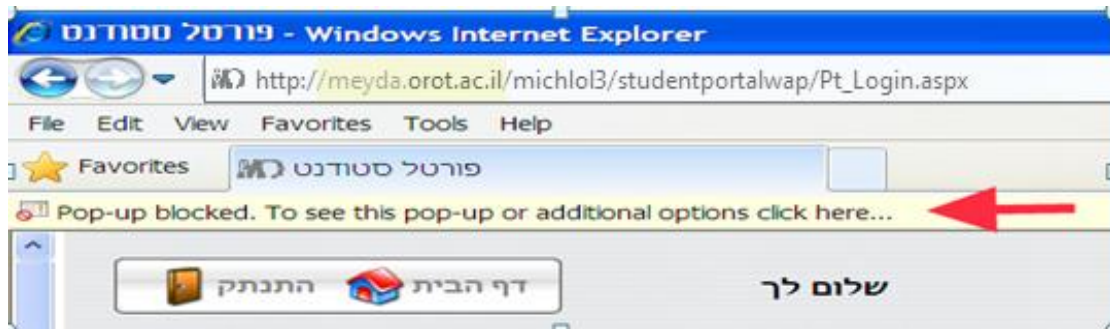 פורטל סטודנט - Windows Internet Explorer
http://meyda.orot.ac.il/michlol3/studentportalwap/Pt_Login.aspx
File Edit View Favorites Tools Help
Favorites פורטל סטודנט
Pop-up blocked. To see this pop-up or additional options click here...
שלום לך דף הבית התנתק